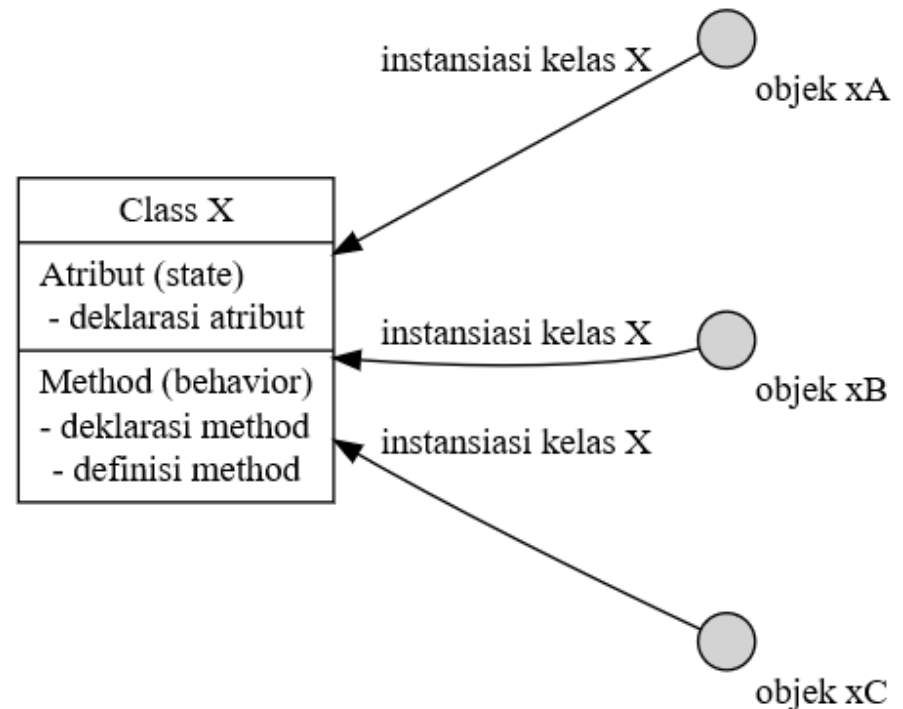 instansiasi kelas X
objek xA
Class X
Atribut (state)
- deklarasi atribut
instansiasi kelas X
Method (behavior)
- deklarasi method
- definisi method
objek xB
instansiasi kelas X
objek xC